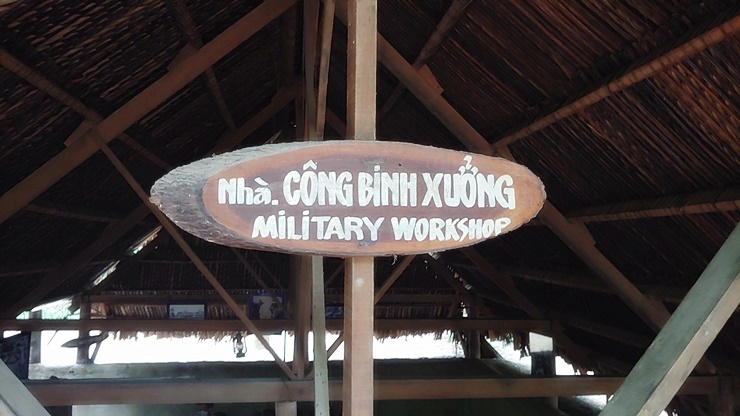 Nhà. CÔNG BINH XƯỞNG
MILITARY WORKSHOP